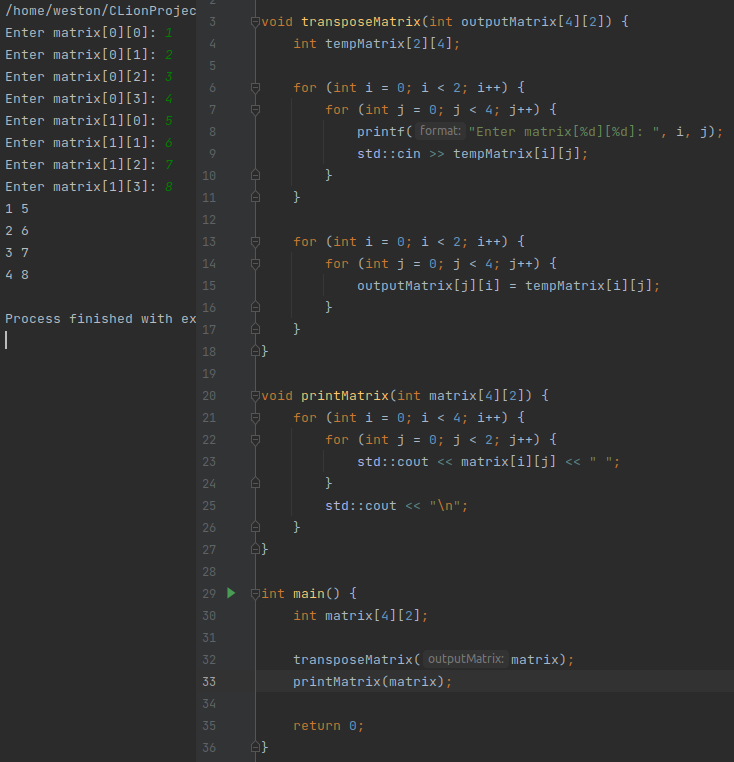 /home/weston/CLionProjec
Enter matrix[0][0]: 1
Enter matrix[0][1]: 2
Enter matrix[0][2]: 3
Enter matrix[0][3]: 4
Enter matrix[1][0]: 5
Enter matrix[1][1]: 6
Enter matrix[1][2]: 7
Enter matrix[1][3]: 8
1 5
2 6
3 7
4 8
Process finished with ex
3 void transposeMatrix(int outputMatrix[4][2]) {
4     int tempMatrix[2][4];
5
6     for (int i = 0; i < 2; i++) {
7         for (int j = 0; j < 4; j++) {
8             printf( format: "Enter matrix[%d][%d]: ", i, j);
9             std::cin >> tempMatrix[i][j];
10         }
11     }
12
13     for (int i = 0; i < 2; i++) {
14         for (int j = 0; j < 4; j++) {
15             outputMatrix[j][i] = tempMatrix[i][j];
16         }
17     }
18 }
19
20 void printMatrix(int matrix[4][2]) {
21     for (int i = 0; i < 4; i++) {
22         for (int j = 0; j < 2; j++) {
23             std::cout << matrix[i][j] << " ";
24         }
25         std::cout << "\n";
26     }
27 }
28
29 int main() {
30     int matrix[4][2];
31
32     transposeMatrix( outputMatrix: matrix);
33     printMatrix(matrix);
34
35     return 0;
36 }